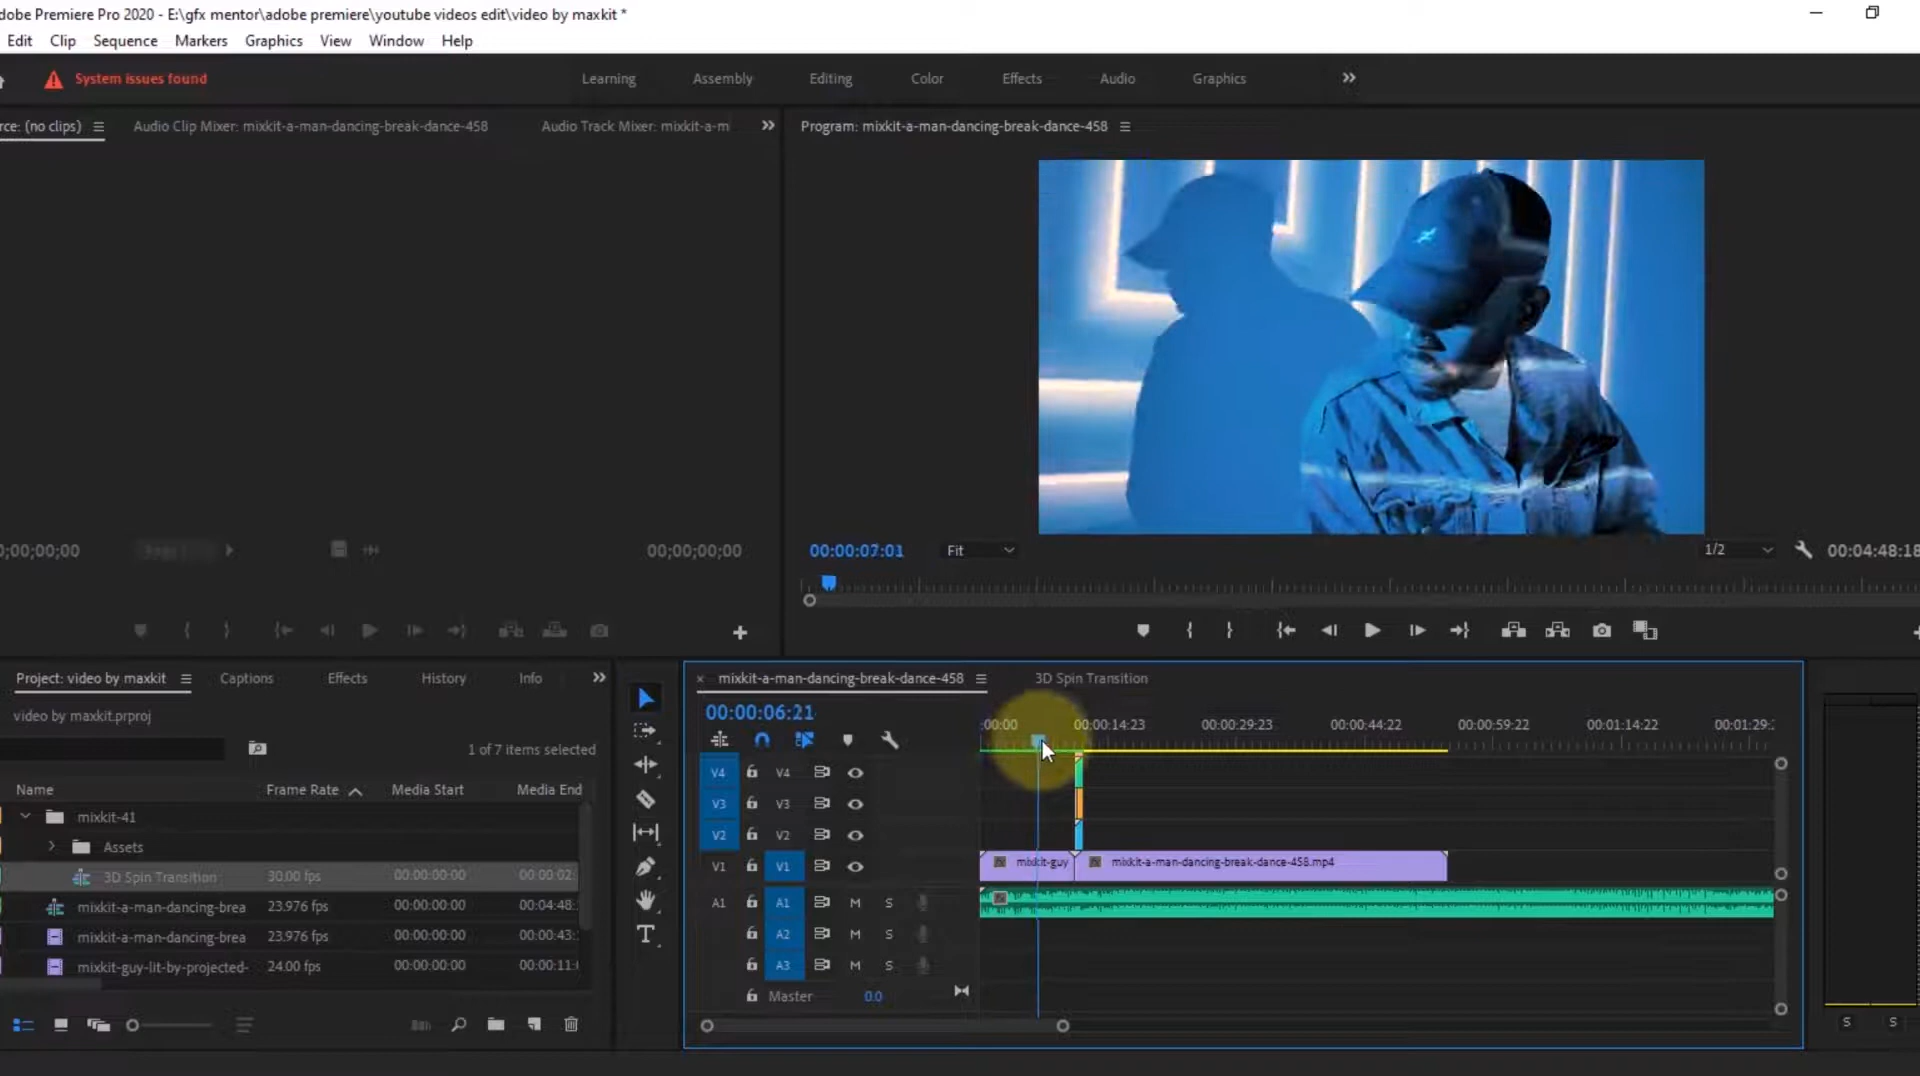 dobe Premiere Pro 2020 - E:\gfx mentor\adobe premiere\youtube videos edit\video by maxkit *
Edit Clip Sequence Markers Graphics View Window Help
System issues found
Learning Assembly Editing Color Effects Audio Graphics
rce: (no clips) Audio Clip Mixer: mixkit-a-man-dancing-break-dance-458 Audio Track Mixer: mixkit-a-m
Program: mixkit-a-man-dancing-break-dance-458
0;00;00;00 00;00;00;00
00:00:07:01 Fit 1/2 00:04:48:18
Project: video by maxkit Captions Effects History Info
video by maxkit.prproj
1 of 7 items selected
Name Frame Rate Media Start Media End
mixkit-41
Assets
3D Spin Transition 30.00 fps 00:00:00:00 00:00:02:
mixkit-a-man-dancing-brea 23.976 fps 00:00:00:00 00:04:48:
mixkit-a-man-dancing-brea 23.976 fps 00:00:00:00 00:00:43:
mixkit-guy-lit-by-projected- 24.00 fps 00:00:00:00 00:00:11:
mixkit-a-man-dancing-break-dance-458 3D Spin Transition
00:00:06:21
:00:00 00:00:14:23 00:00:29:23 00:00:44:22 00:00:59:22 00:01:14:22 00:01:29:
V4 V4
V3 V3
V2 V2
V1 V1 mixkit-guy mixkit-a-man-dancing-break-dance-458.mp4
A1 A1 M S
A2 M S
A3 M S
Master 0.0
S S